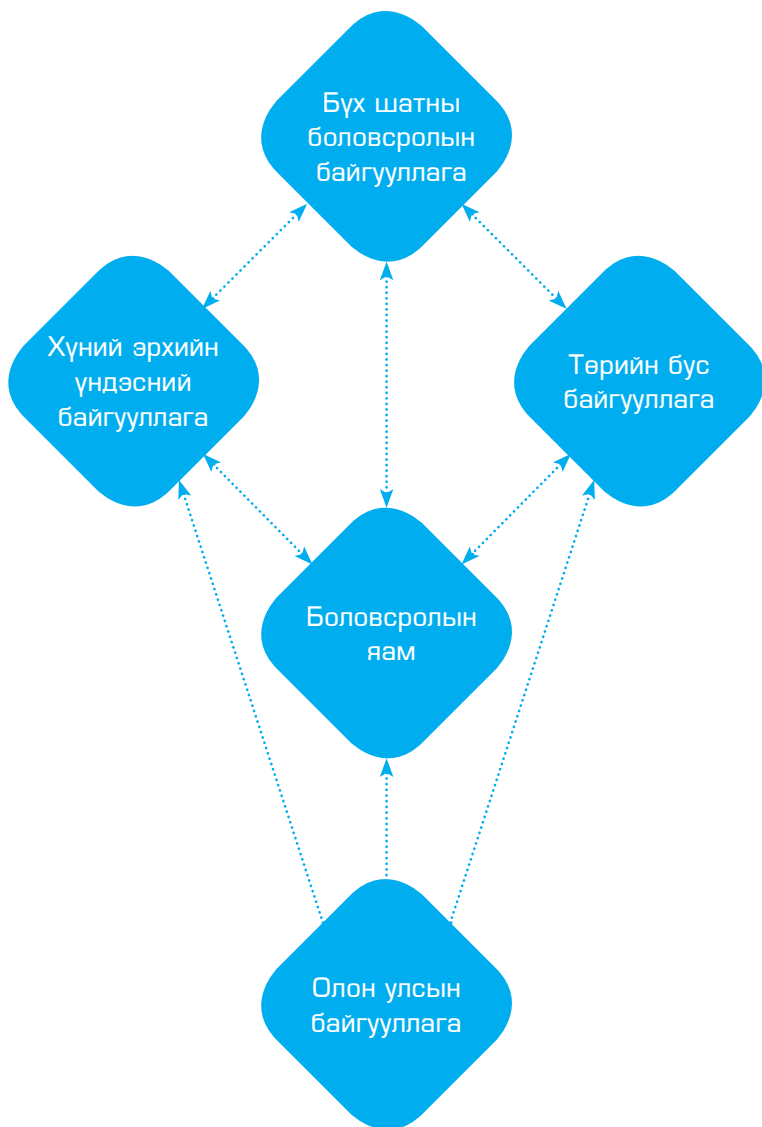 Бүх шатны
боловсролын
байгууллага
Хүний эрхийн
үндэсний
байгууллага
Төрийн бус
байгууллага
Боловсролын
яам
Олон улсын
байгууллага